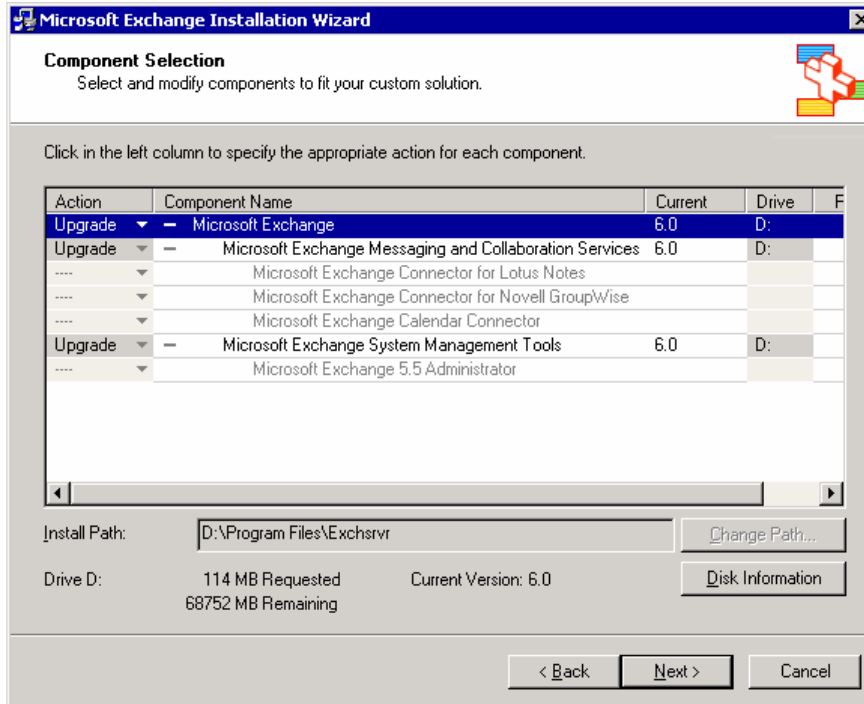 Microsoft Exchange Installation Wizard
Component Selection
Select and modify components to fit your custom solution.
Click in the left column to specify the appropriate action for each component.
Action Component Name Current Drive F
Upgrade Microsoft Exchange 6.0 D:
Upgrade Microsoft Exchange Messaging and Collaboration Services 6.0 D:
---- Microsoft Exchange Connector for Lotus Notes
---- Microsoft Exchange Connector for Novell GroupWise
---- Microsoft Exchange Calendar Connector
Upgrade Microsoft Exchange System Management Tools 6.0 D:
---- Microsoft Exchange 5.5 Administrator
Install Path: D:\Program Files\Exchsrvr Change Path...
Drive D: 114 MB Requested Current Version: 6.0 Disk Information
68752 MB Remaining
< Back Next > Cancel